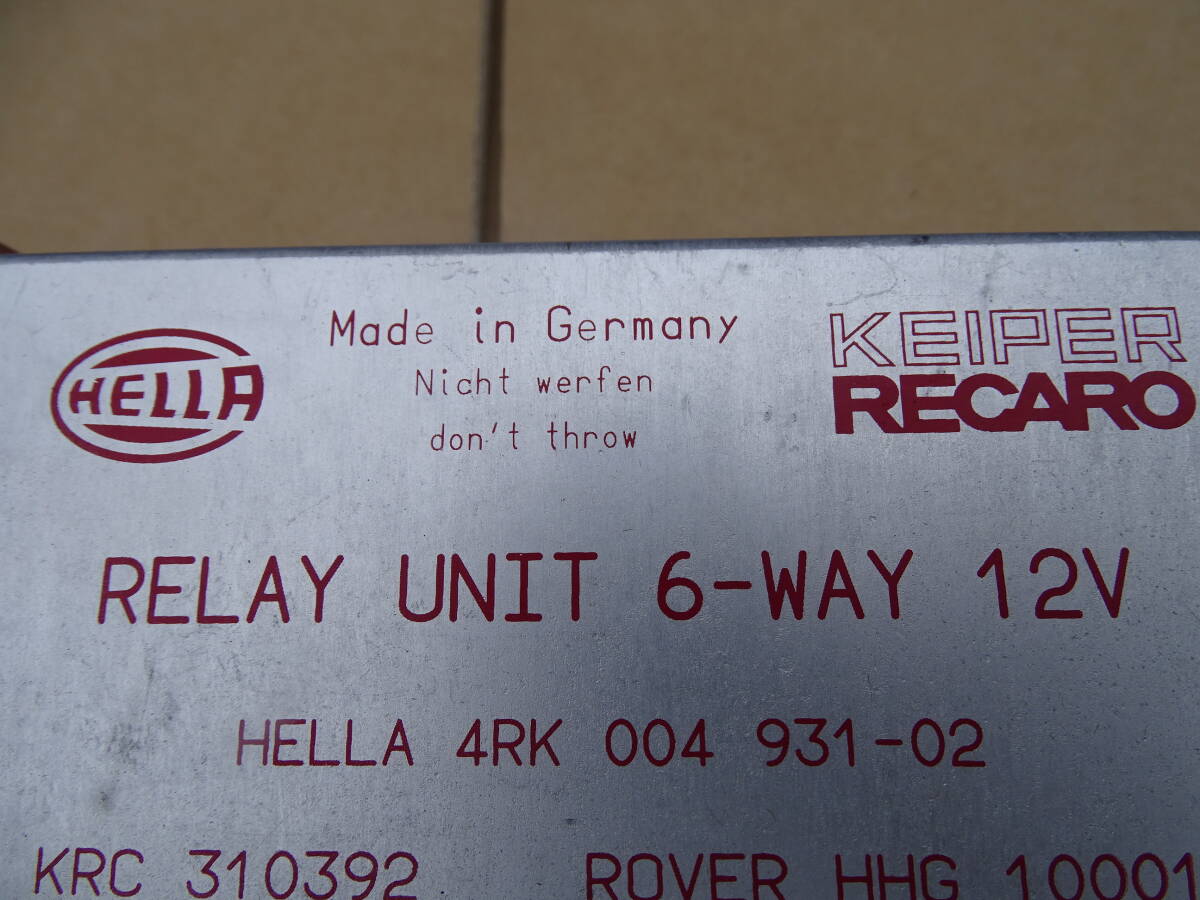 HELLA
Made in Germany
Nicht werfen
don't throw
KEIPER
RECARO
RELAY UNIT 6-WAY 12V
HELLA 4RK 004 931-02
KRC 310392
ROVER HHG 10001